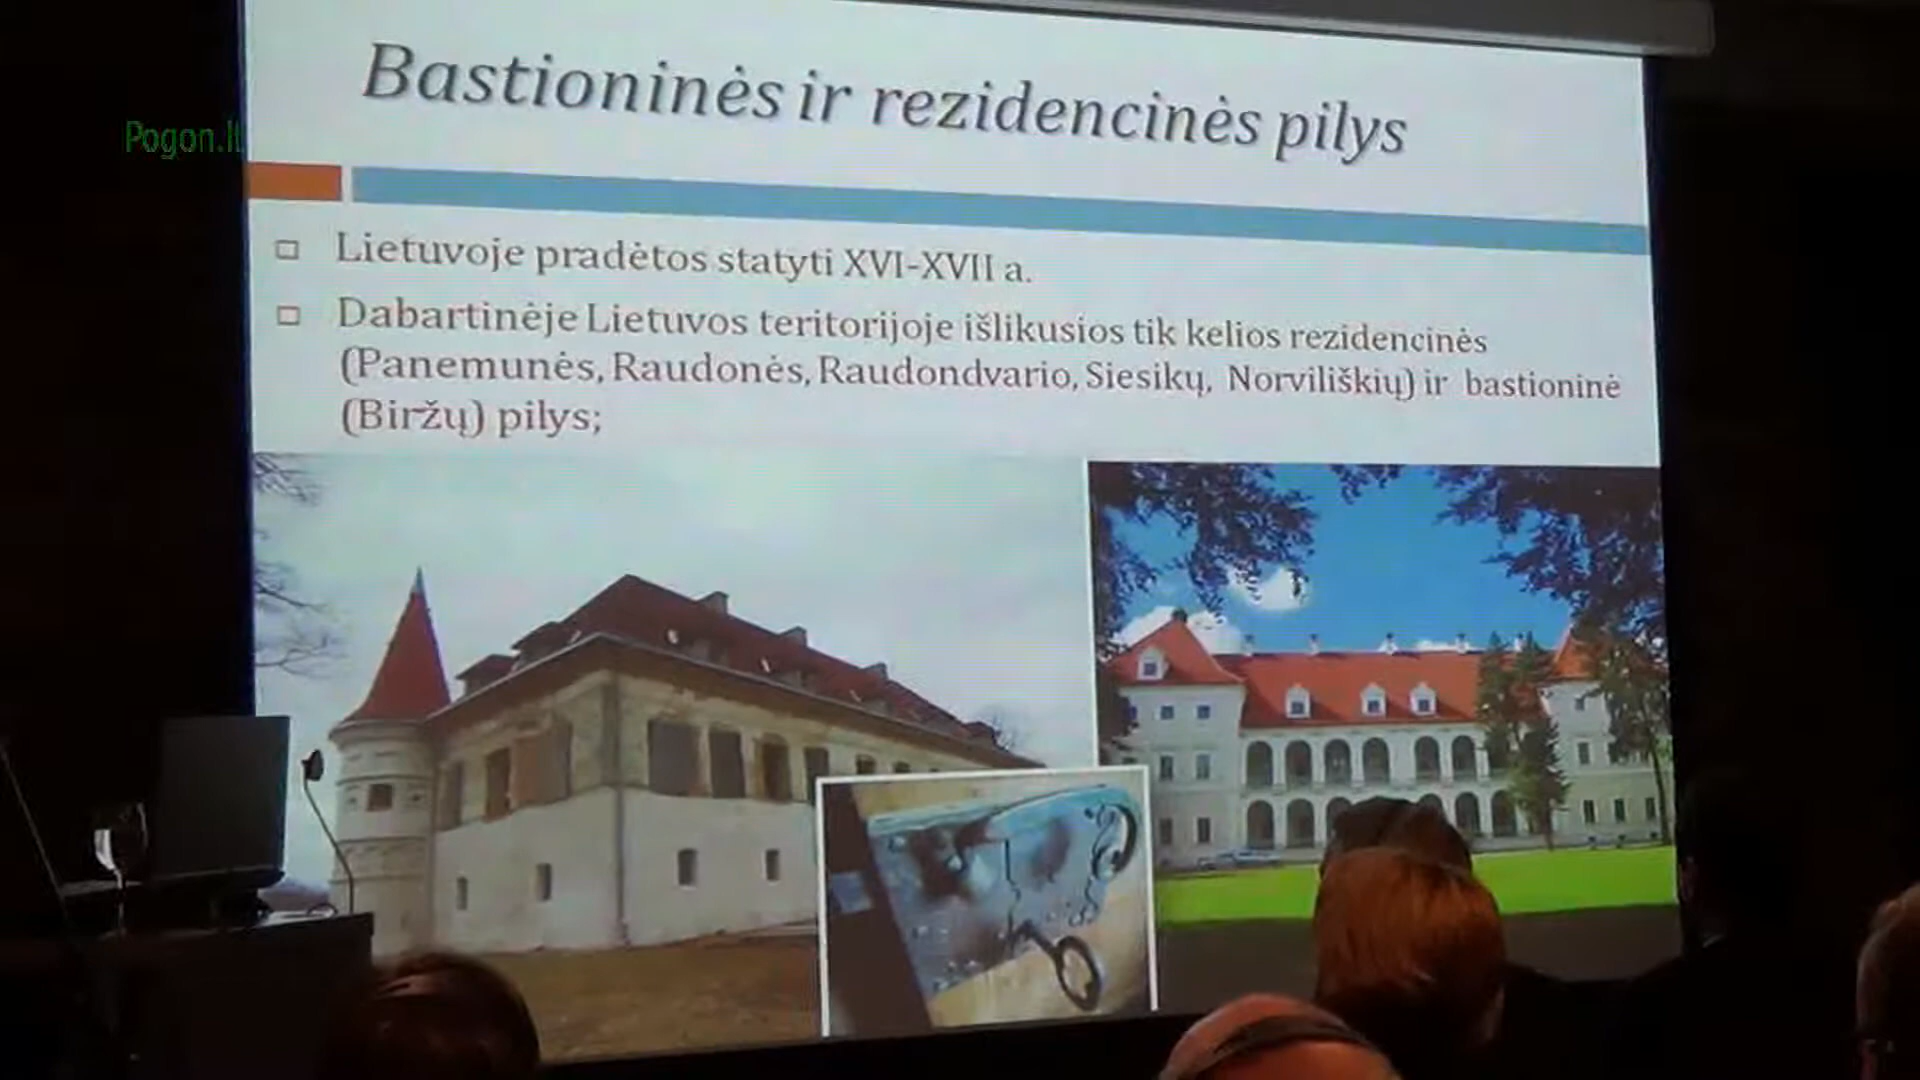 Bastioninės ir rezidencinės pilys
Pogon.lt
Lietuvoje pradėtos statyti XVI-XVII a.
Dabartinėje Lietuvos teritorijoje išlikusios tik kelios rezidencinės
(Panemunės, Raudonės, Raudondvario, Siesikų, Norviliškių) ir bastioninė
(Biržų) pilys;